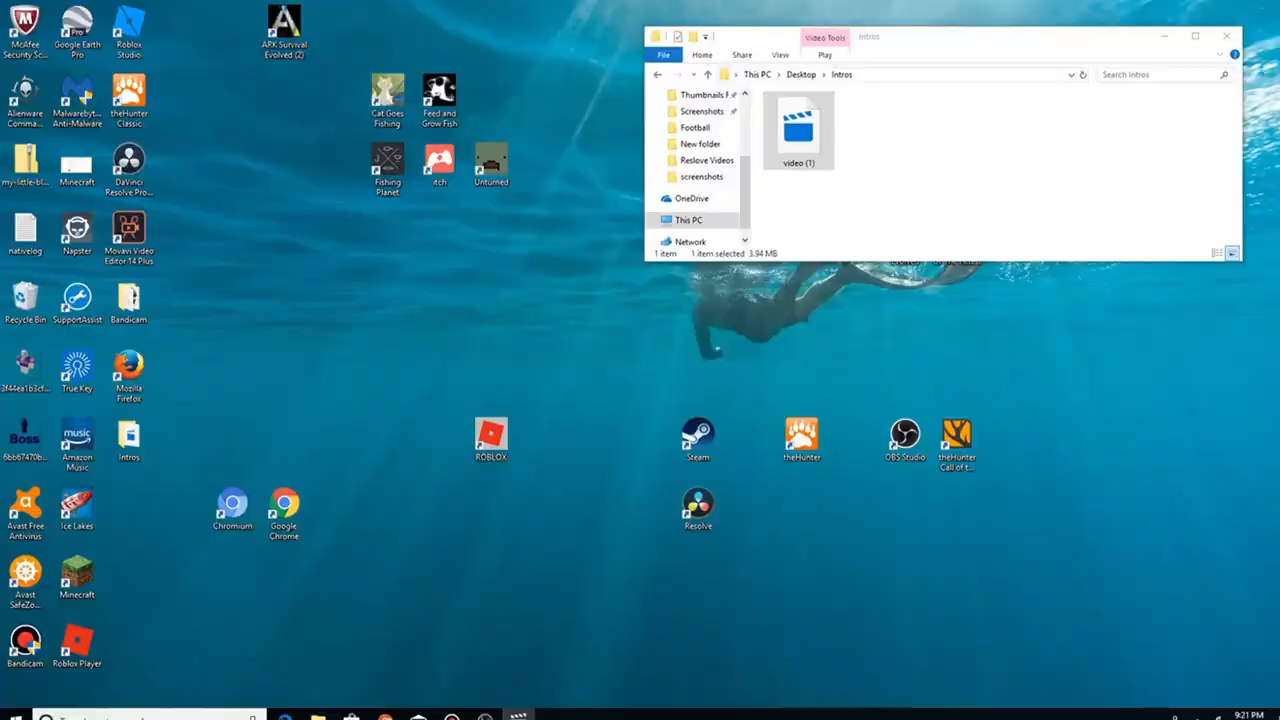 McAfee
Security Sc...
Google Earth
Pro
Roblox
Studio
ARK Survival
Evolved (2)
Alienware
Comma...
Malwarebyt...
Anti-Malware
theHunter
Classic
Cat Goes
Fishing
Feed and
Grow Fish
my-little-bl...
Minecraft
DaVinci
Resolve Pro...
Fishing
Planet
itch
Unturned
nativelog
Napster
Movavi Video
Editor 14 Plus
Recycle Bin
SupportAssist
Bandicam
3f44ea1b3cf...
True Key
Mozilla
Firefox
Boss
6bb67470b...
music
Amazon
Music
Intros
ROBLOX
Steam
theHunter
OBS Studio
theHunter
Call of t...
Avast Free
Antivirus
Ice Lakes
Chromium
Google
Chrome
Resolve
Avast
SafeZo...
Minecraft
Bandicam
Roblox Player
Video Tools
Intros
File
Home
Share
View
Play
This PC
Desktop
Intros
Search Intros
Thumbnails F
Screenshots
Football
New folder
Reslove Videos
screenshots
OneDrive
This PC
Network
video (1)
1 item
1 item selected 3.94 MB
9:21 PM